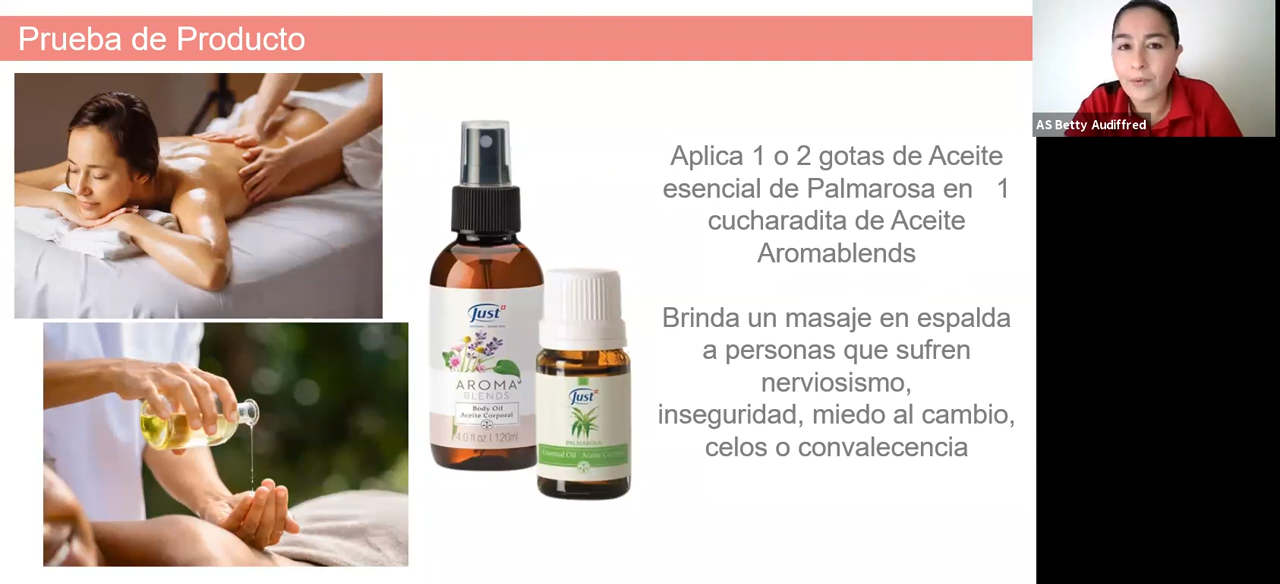 Prueba de Producto
AS Betty Audiffred
Aplica 1 o 2 gotas de Aceite
esencial de Palmarosa en 1
cucharadita de Aceite
Aromablends
Brinda un masaje en espalda
a personas que sufren
nerviosismo,
inseguridad, miedo al cambio,
celos o convalecencia
Just
AROMA
BLENDS
Body Oil
Aceite Corporal
4.0 fl oz | 120ml
Just
PALMAROSA
Essential Oil